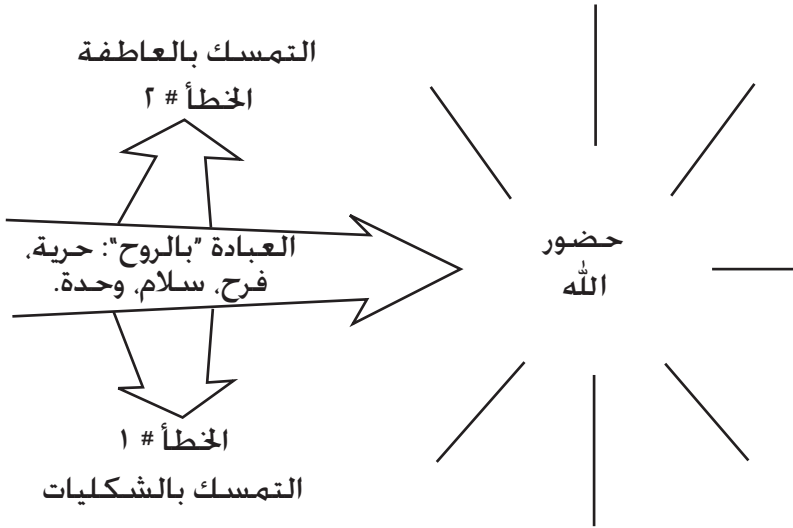 التمسك بالعاطفة
الخطأ # ٢
العبادة "بالروح": حرية،
فرح، سلام، وحدة.
حضور
الله
الخطأ # ١
التمسك بالشكليات